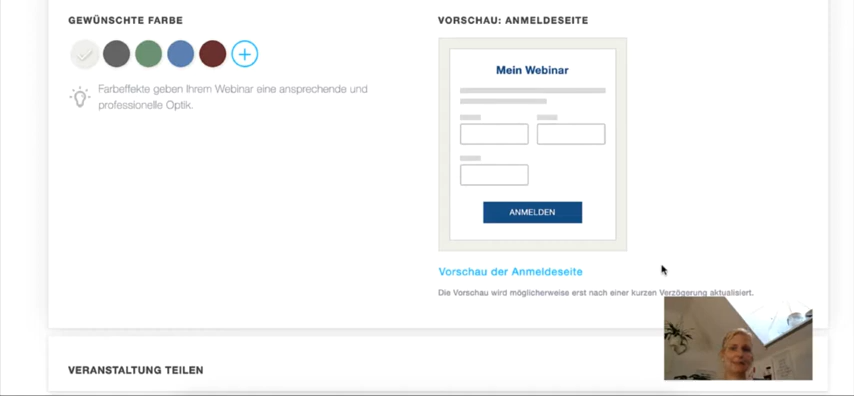 GEWÜNSCHTE FARBE
Farbeffekte geben Ihrem Webinar eine ansprechende und
professionelle Optik.
VORSCHAU: ANMELDESEITE
Mein Webinar
ANMELDEN
Vorschau der Anmeldeseite
Die Vorschau wird möglicherweise erst nach einer kurzen Verzögerung aktualisiert.
VERANSTALTUNG TEILEN